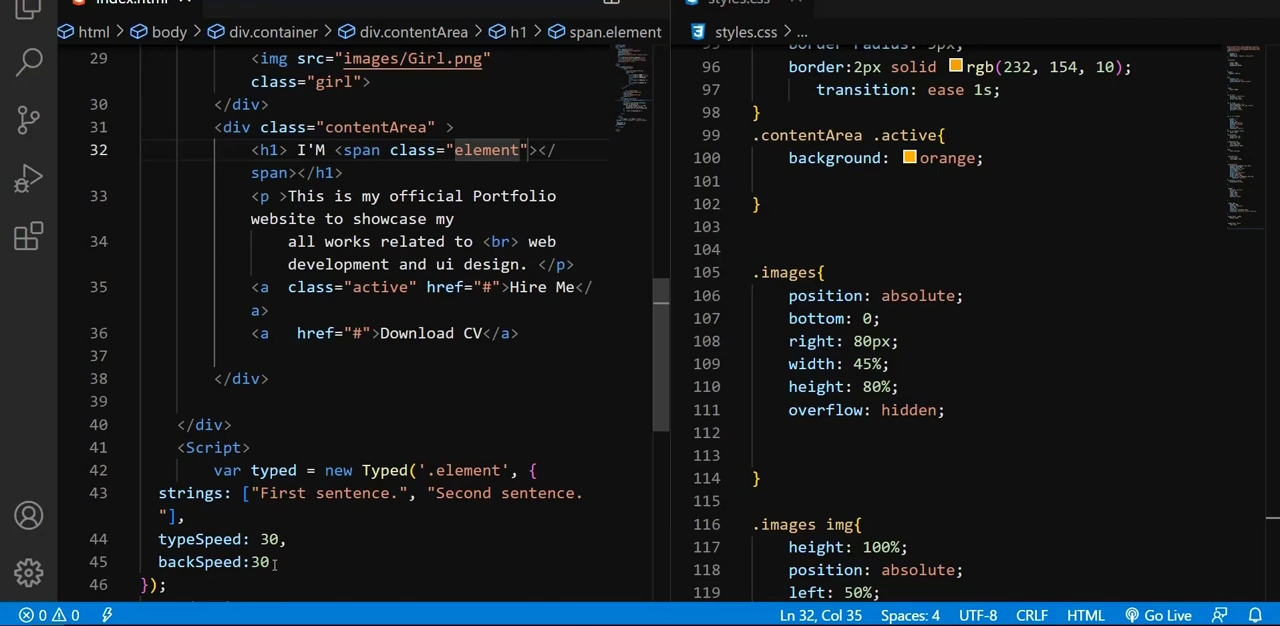 index.html
styles.css
html > body > div.container > div.contentArea > h1 > span.element
styles.css > ...
29 <img src="images/Girl.png"
class="girl">
30 </div>
31 <div class="contentArea" >
32 <h1> I'M <span class="element"></
span></h1>
33 <p >This is my official Portfolio
website to showcase my
34 all works related to <br> web
development and ui design. </p>
35 <a class="active" href="#">Hire Me</
a>
36 <a href="#">Download CV</a>
37
38 </div>
39
40 </div>
41 <Script>
42 var typed = new Typed('.element', {
43 strings: ["First sentence.", "Second sentence.
"],
44 typeSpeed: 30,
45 backSpeed:30
46 });
95 border-radius: 5px;
96 border:2px solid rgb(232, 154, 10);
97 transition: ease 1s;
98 }
99 .contentArea .active{
100 background: orange;
101
102 }
103
104
105 .images{
106 position: absolute;
107 bottom: 0;
108 right: 80px;
109 width: 45%;
110 height: 80%;
111 overflow: hidden;
112
113
114 }
115
116 .images img{
117 height: 100%;
118 position: absolute;
119 left: 50%;
0 0 Ln 32, Col 35 Spaces: 4 UTF-8 CRLF HTML Go Live